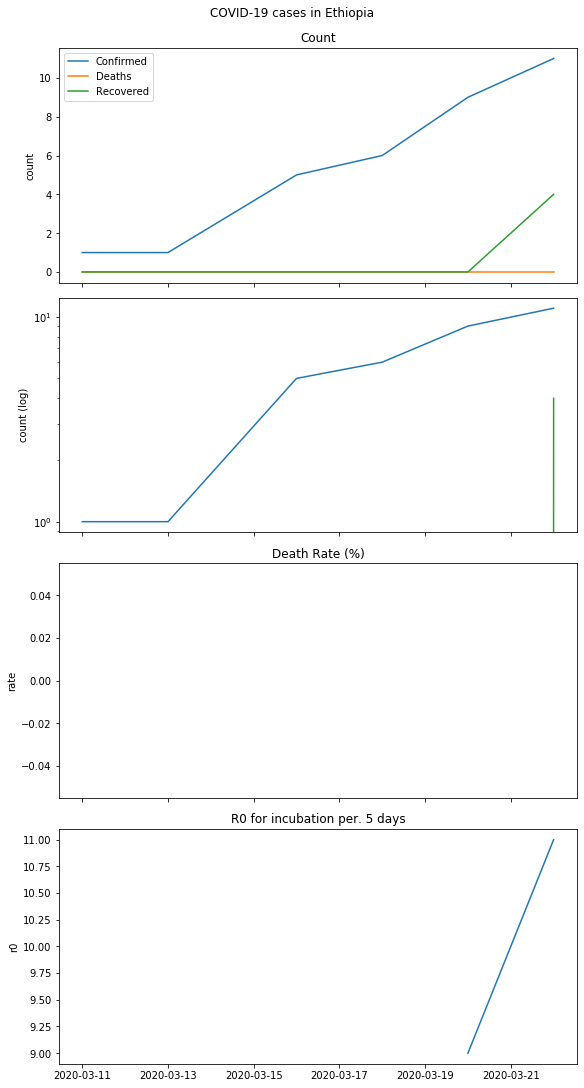 COVID-19 cases in Ethiopia
Count
Confirmed
Deaths
Recovered
count
10
8
6
4
2
0
count (log)
10¹
10⁰
Death Rate (%)
rate
0.04
0.02
0.00
−0.02
−0.04
R0 for incubation per. 5 days
r0
11.00
10.75
10.50
10.25
10.00
9.75
9.50
9.25
9.00
2020-03-11 2020-03-13 2020-03-15 2020-03-17 2020-03-19 2020-03-21